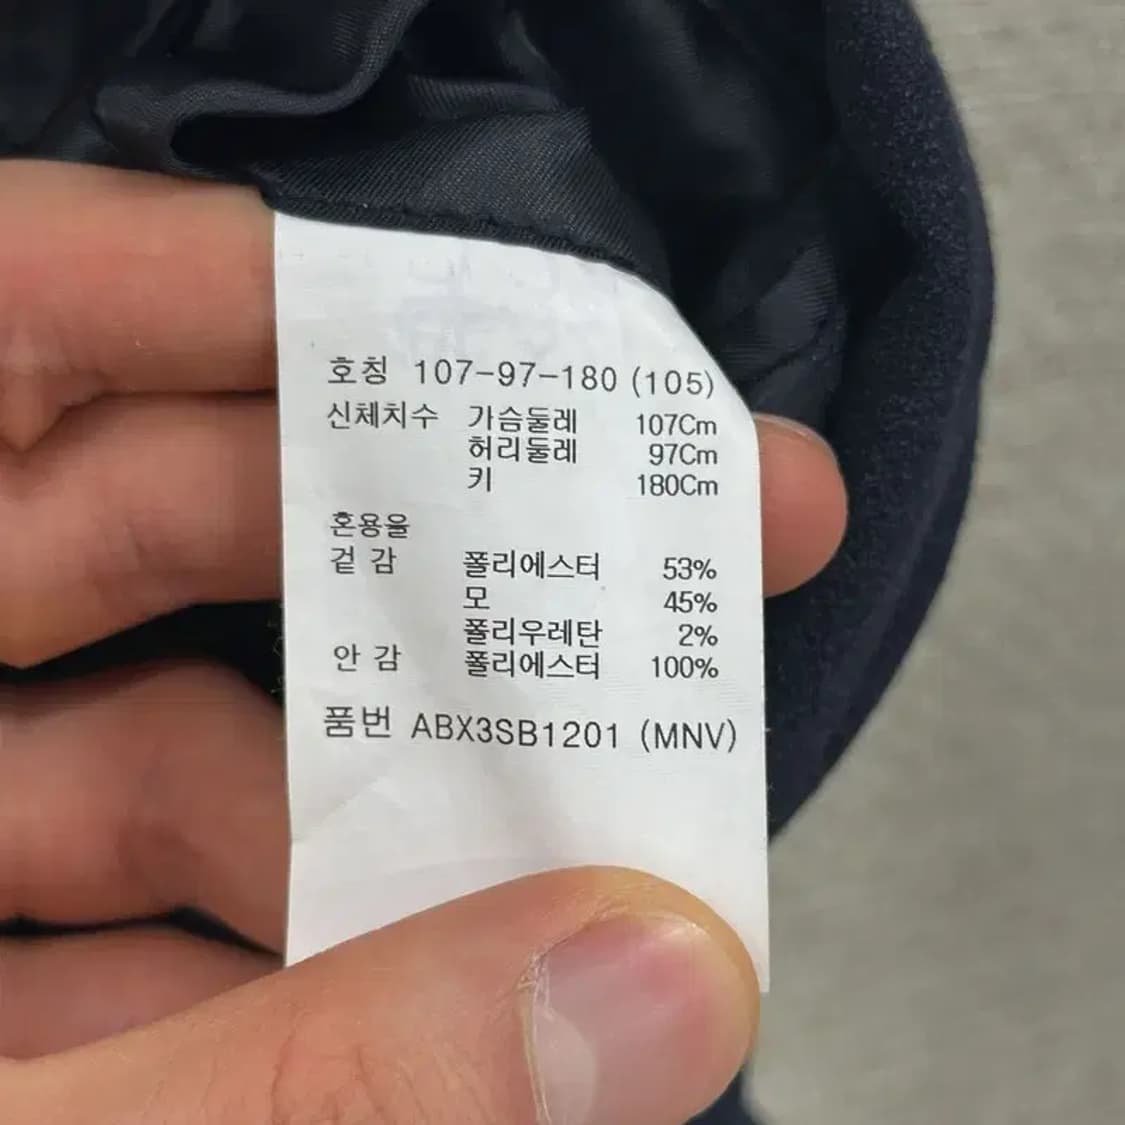 호칭 107-97-180 (105)
신체치수 가슴둘레 107Cm
허리둘레 97Cm
키 180Cm
혼용율
겉 감 폴리에스터 53%
모 45%
폴리우레탄 2%
안 감 폴리에스터 100%
품번 ABX3SB1201 (MNV)